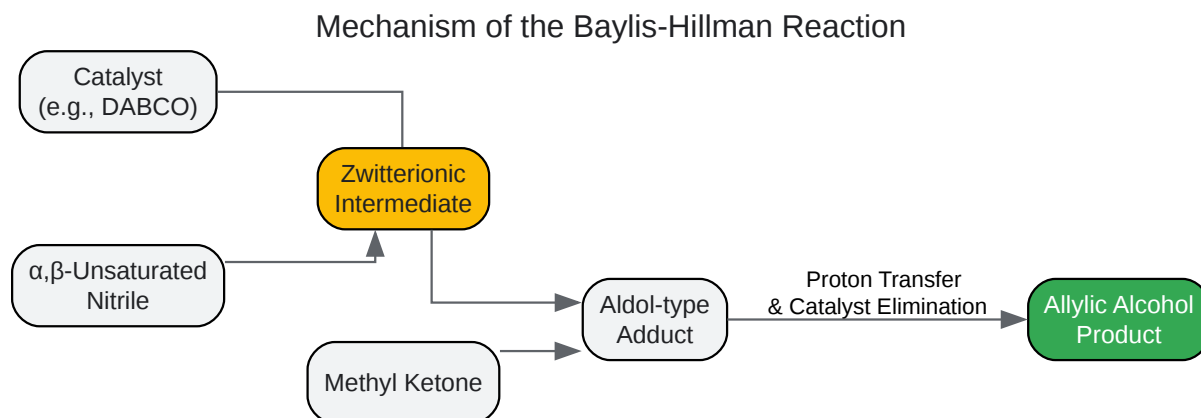 Mechanism of the Baylis-Hillman Reaction
Catalyst
(e.g., DABCO)
Zwitterionic
Intermediate
α,β-Unsaturated
Nitrile
Methyl Ketone
Aldol-type
Adduct
Proton Transfer
& Catalyst Elimination
Allylic Alcohol
Product